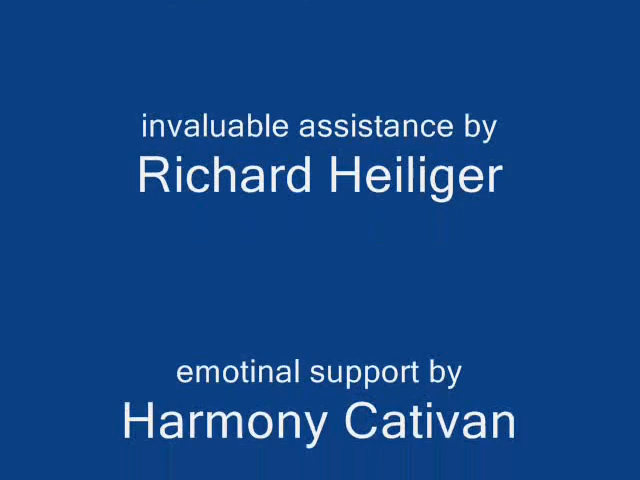 invaluable assistance by
Richard Heiliger
emotinal support by
Harmony Cativan